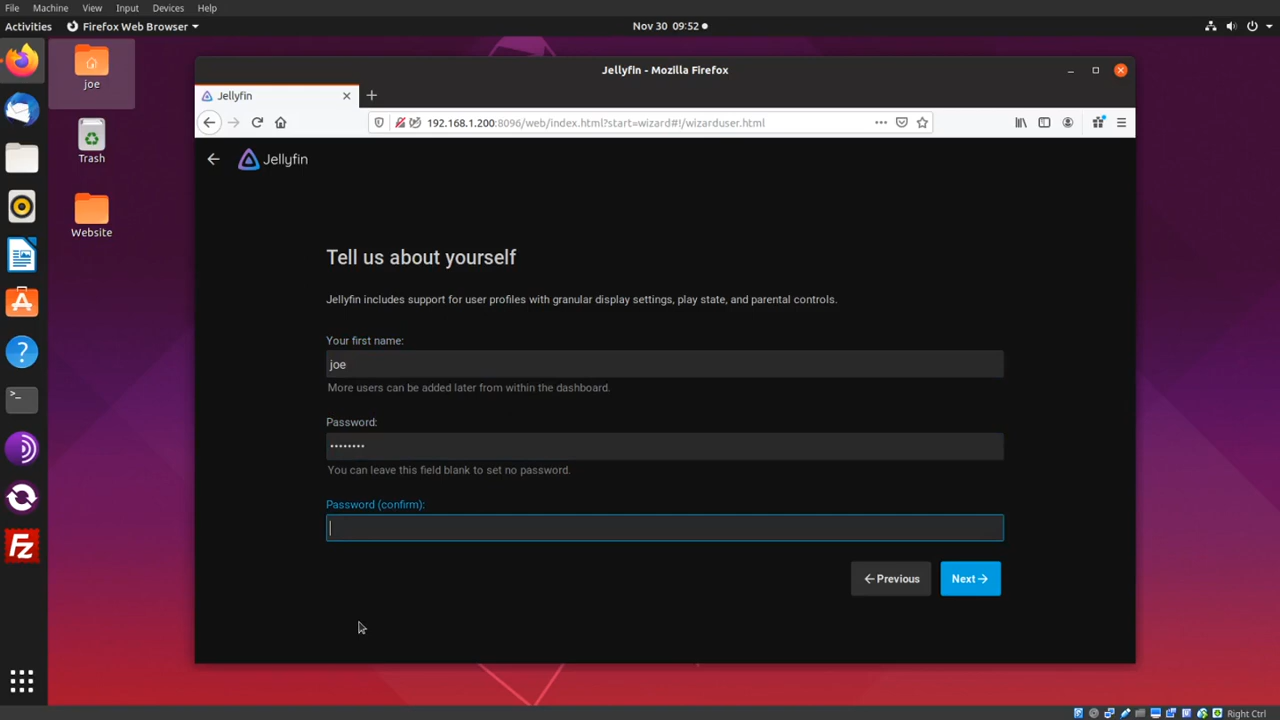 File Machine View Input Devices Help
Activities Firefox Web Browser Nov 30 09:52
joe
Trash
Website
Jellyfin - Mozilla Firefox
Jellyfin
192.168.1.200:8096/web/index.html?start=wizard#!/wizarduser.html
Jellyfin
Tell us about yourself
Jellyfin includes support for user profiles with granular display settings, play state, and parental controls.
Your first name:
joe
More users can be added later from within the dashboard.
Password:
••••••••
You can leave this field blank to set no password.
Password (confirm):
←Previous Next→
Right Ctrl